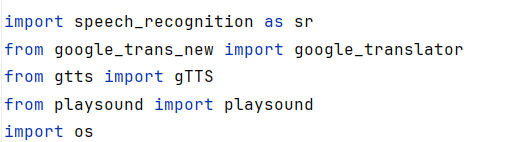 import speech_recognition as sr
from google_trans_new import google_translator
from gtts import gTTS
from playsound import playsound
import os